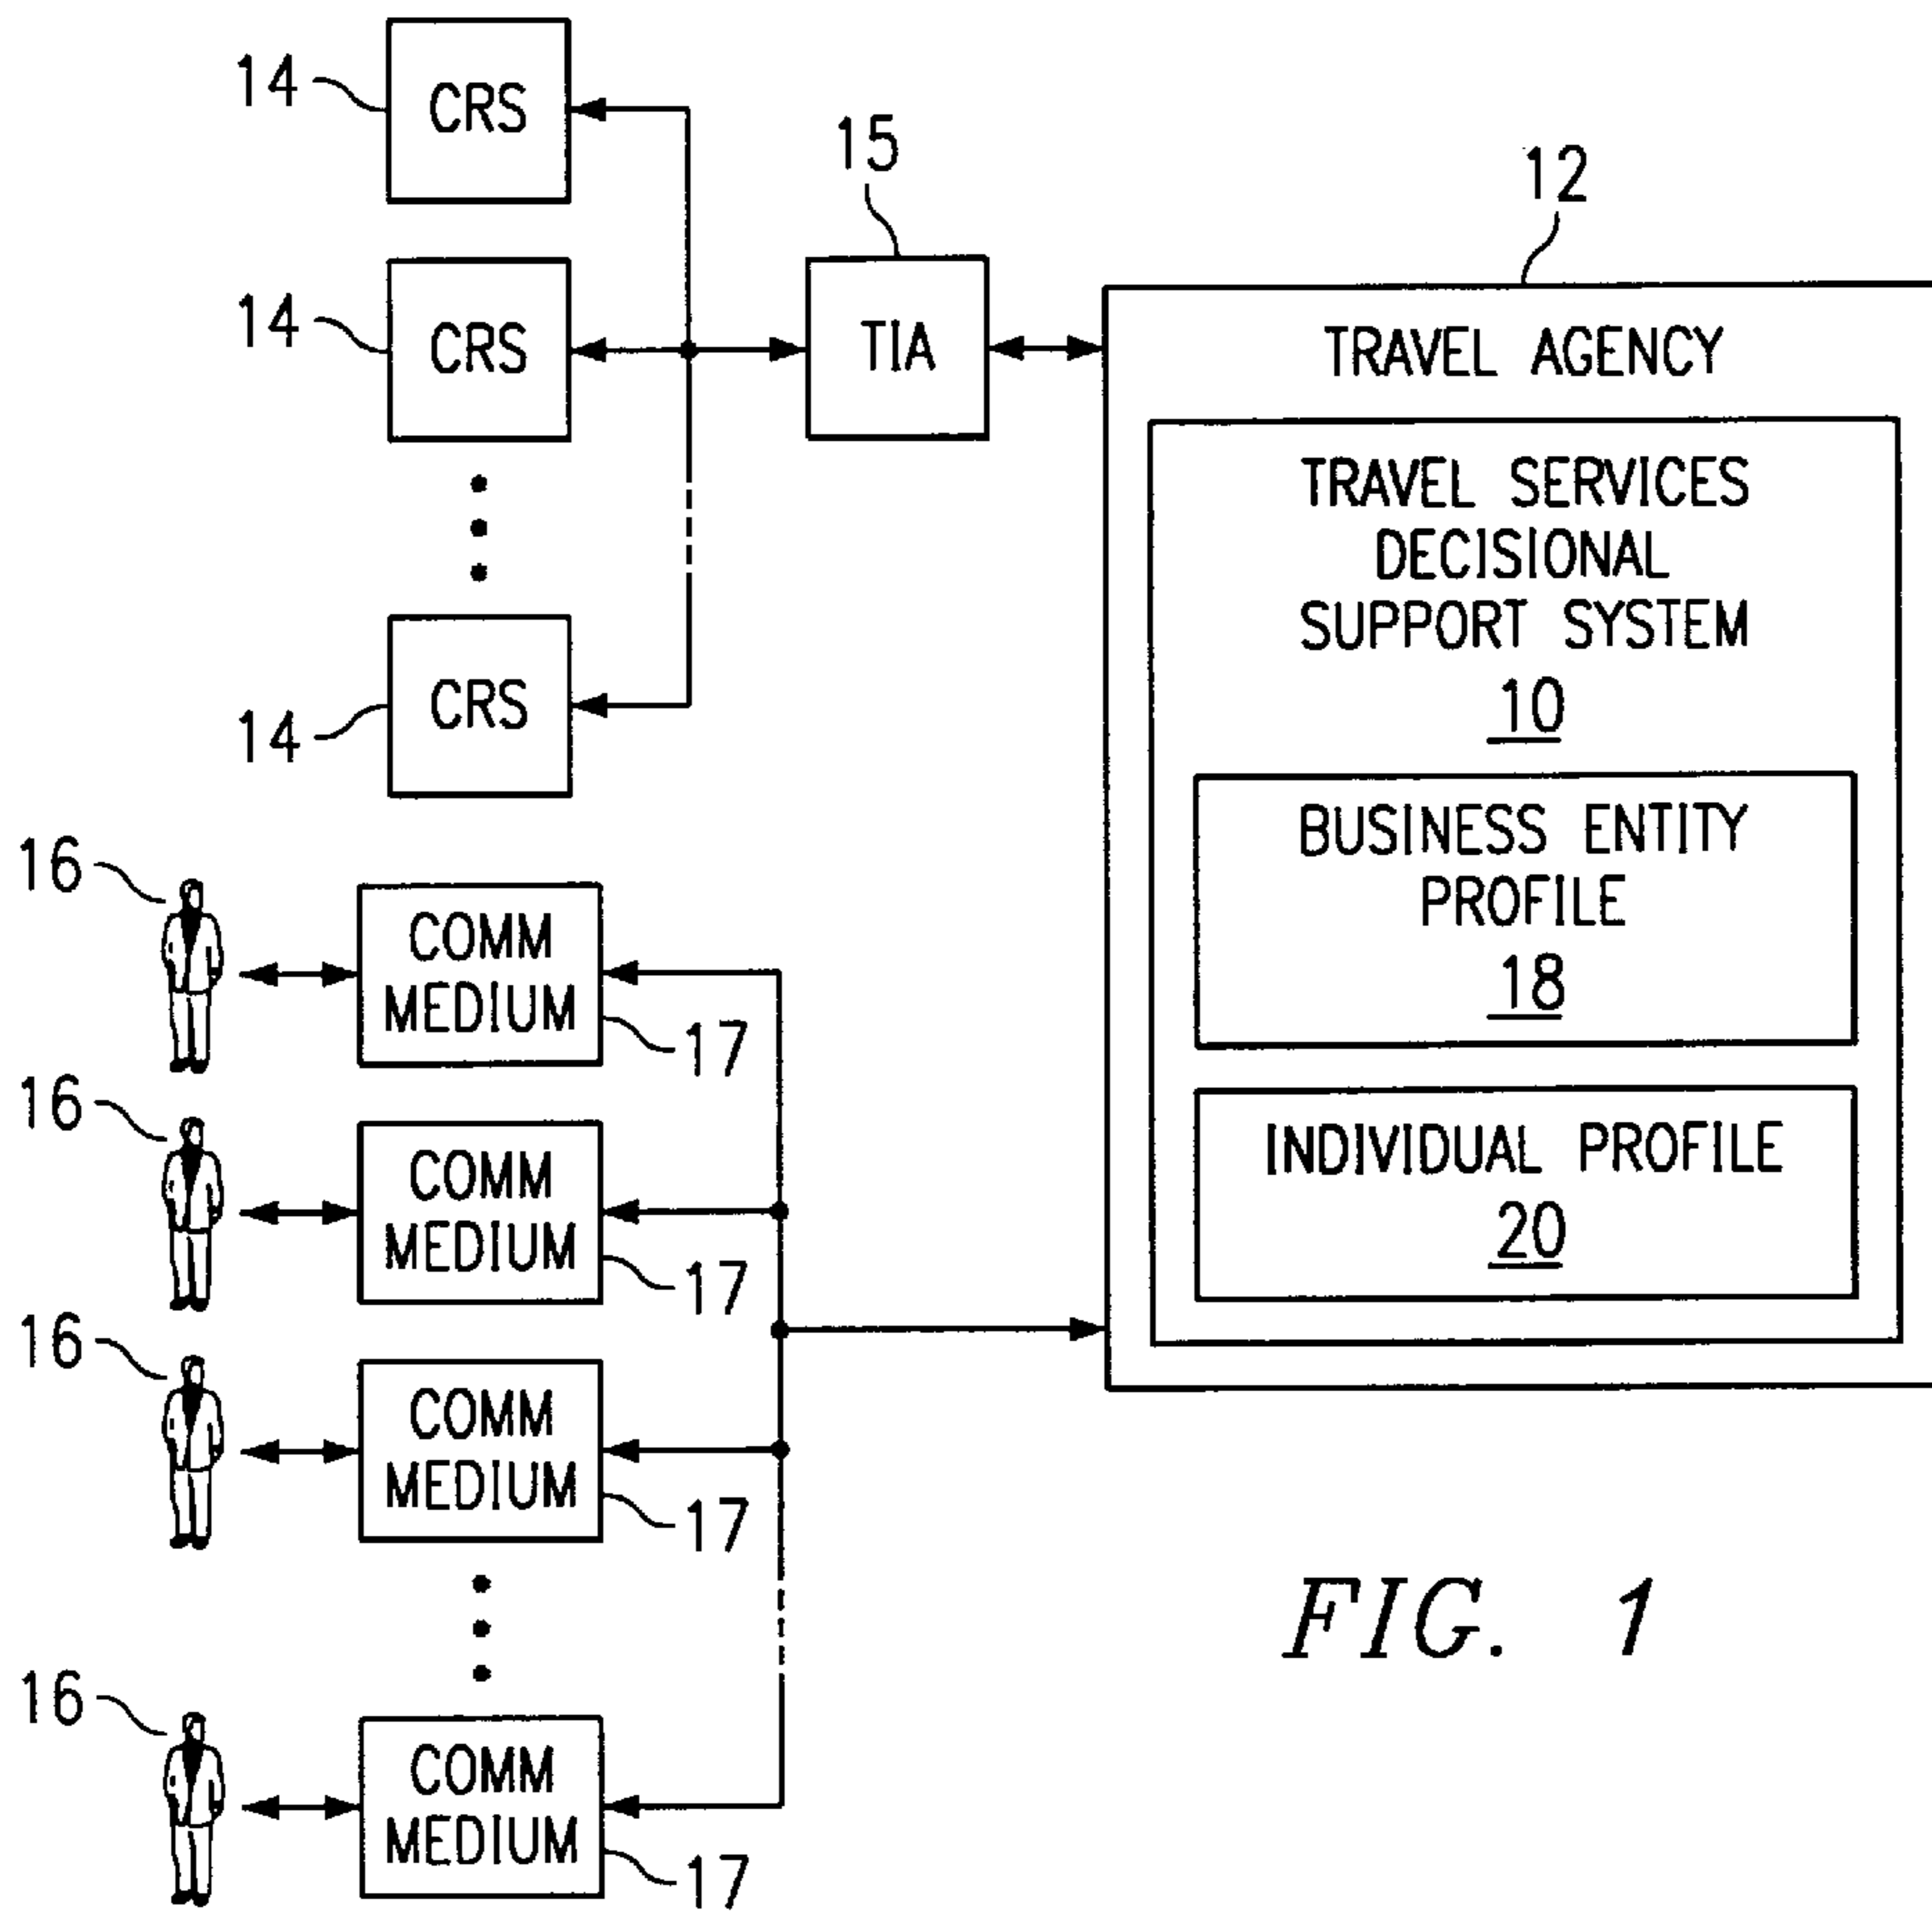 14
CRS
15
12
14
CRS
TIA
TRAVEL AGENCY
TRAVEL SERVICES
DECISIONAL
SUPPORT SYSTEM
10
14
CRS
BUSINESS ENTITY
PROFILE
18
INDIVIDUAL PROFILE
20
16
COMM
MEDIUM
17
16
COMM
MEDIUM
17
16
COMM
MEDIUM
17
16
COMM
MEDIUM
17
FIG. 1